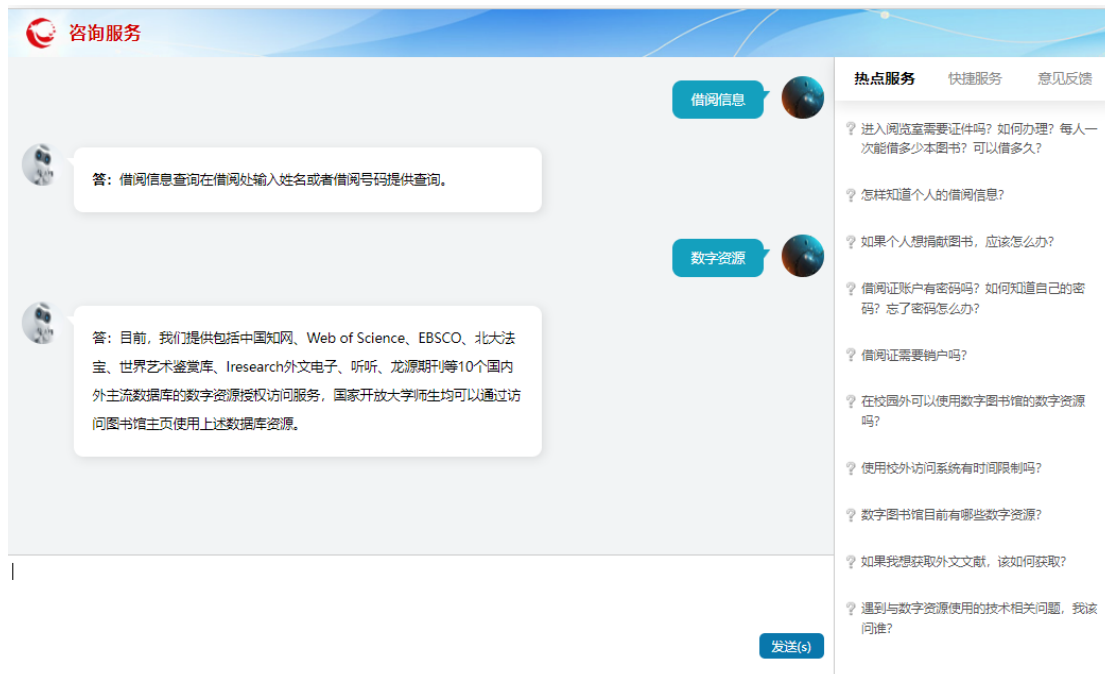 咨询服务
借阅信息
答：借阅信息查询在借阅处输入姓名或者借阅号码提供查询。
数字资源
答：目前，我们提供包括中国知网、Web of Science、EBSCO、北大法
宝、世界艺术鉴赏库、Iresearch外文电子、听听、龙源期刊等10个国内
外主流数据库的数字资源授权访问服务，国家开放大学师生均可以通过访
问图书馆主页使用上述数据库资源。
发送(s)
热点服务 快捷服务 意见反馈
进入阅览室需要证件吗？如何办理？每人一
次能借多少本图书？可以借多久？
怎样知道个人的借阅信息？
如果个人想捐献图书，应该怎么办？
借阅证账户有密码吗？如何知道自己的密
码？忘了密码怎么办？
借阅证需要销户吗？
在校园外可以使用数字图书馆的数字资源
吗？
使用校外访问系统有时间限制吗？
数字图书馆目前有哪些数字资源？
如果我想获取外文文献，该如何获取？
遇到与数字资源使用的技术相关问题，我该
问谁？